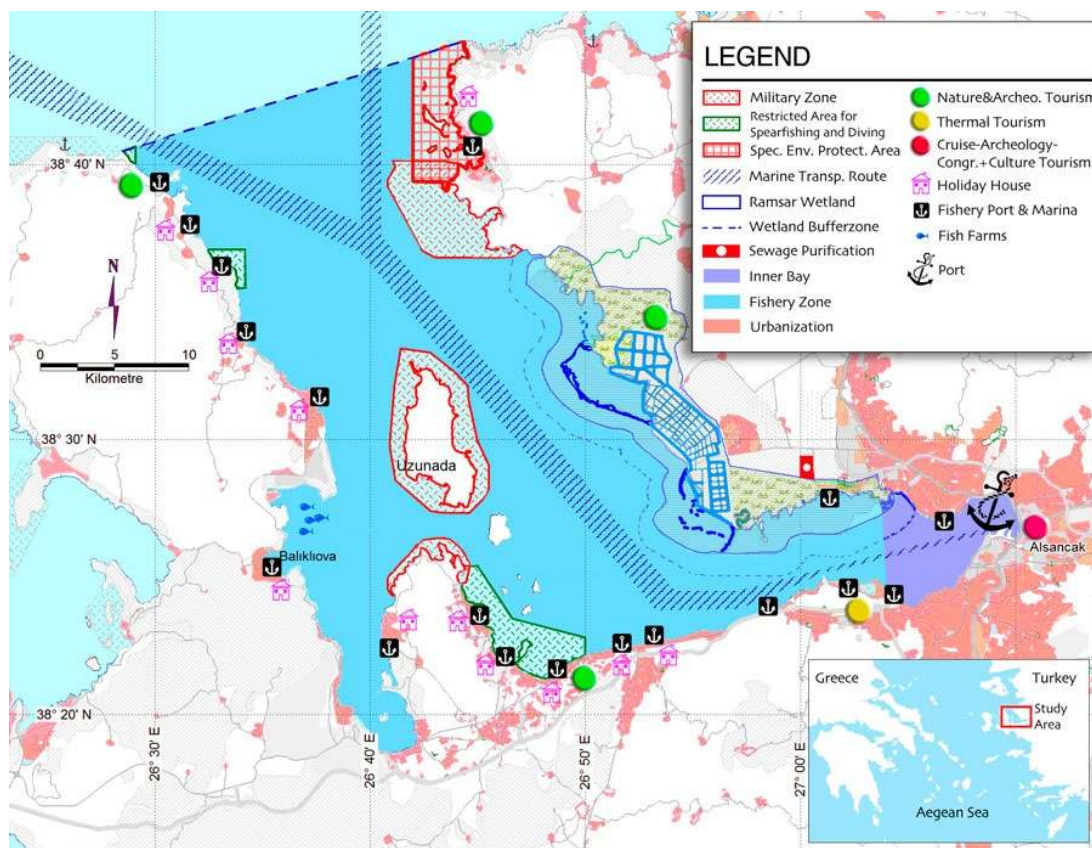 LEGEND
Military Zone
Restricted Area for
Spearfishing and Diving
Spec. Env. Protect. Area
Marine Transp. Route
Ramsar Wetland
Wetland Bufferzone
Sewage Purification
Inner Bay
Fishery Zone
Urbanization
Nature&Archeo. Tourism
Thermal Tourism
Cruise-Archeology-
Congr.+Culture Tourism
Holiday House
Fishery Port & Marina
Fish Farms
Port
38° 40' N
N
0 5 10
Kilometre
38° 30' N
Uzunada
Balıklıova
Alsancak
38° 20' N
26° 30' E
26° 40' E
26° 50' E
27° 00' E
Greece
Turkey
Study
Area
Aegean Sea